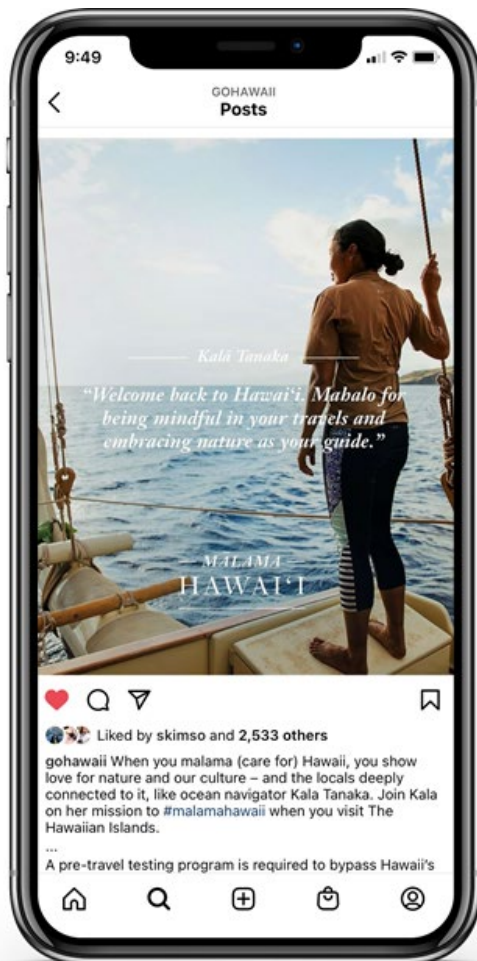 9:49
GOHAWAII
Posts
Kalā Tanaka
“Welcome back to Hawai‘i. Mahalo for
being mindful in your travels and
embracing nature as your guide.”
MALAMA
HAWAI‘I
Liked by skimso and 2,533 others
gohawaii When you malama (care for) Hawaii, you show
love for nature and our culture – and the locals deeply
connected to it, like ocean navigator Kala Tanaka. Join Kala
on her mission to #malamahawaii when you visit The
Hawaiian Islands.
...
A pre-travel testing program is required to bypass Hawaii's